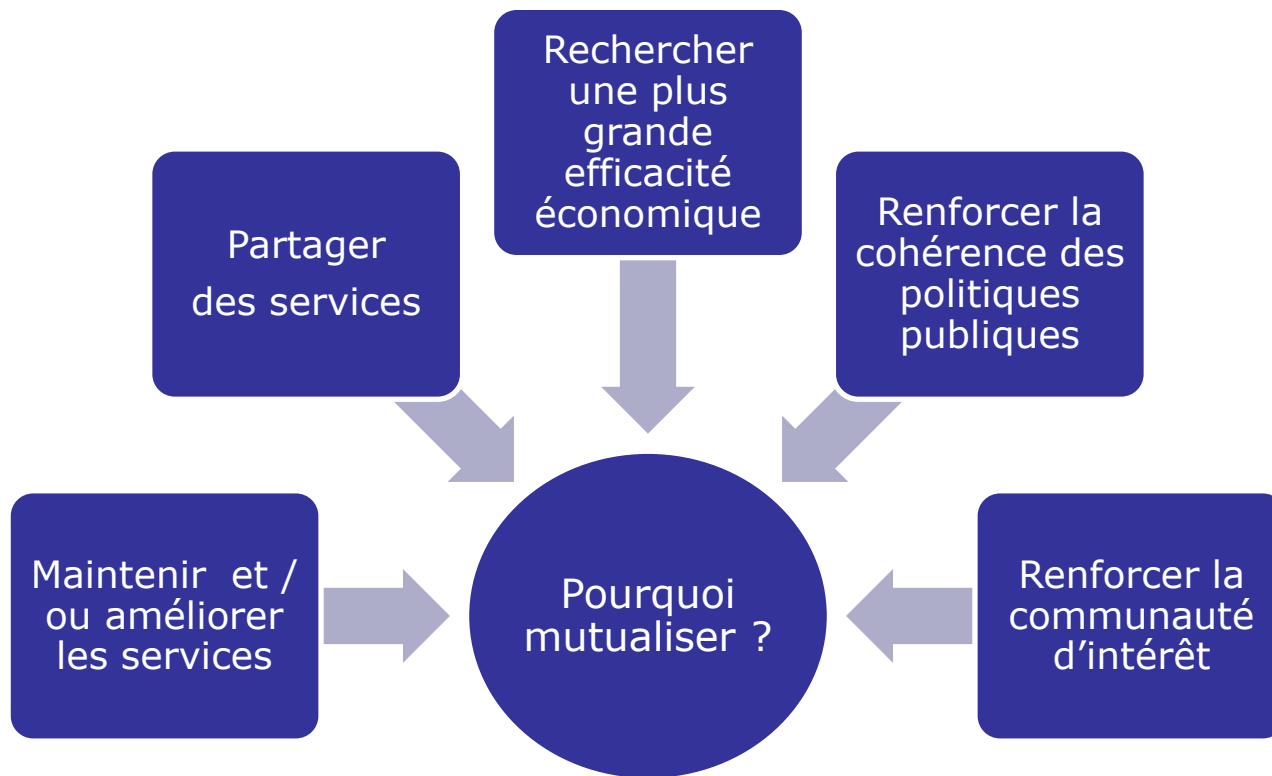 Rechercher
une plus
grande
efficacité
économique
Partager
des services
Renforcer la
cohérence des
politiques
publiques
Maintenir et /
ou améliorer
les services
Pourquoi
mutualiser ?
Renforcer la
communauté
d’intérêt